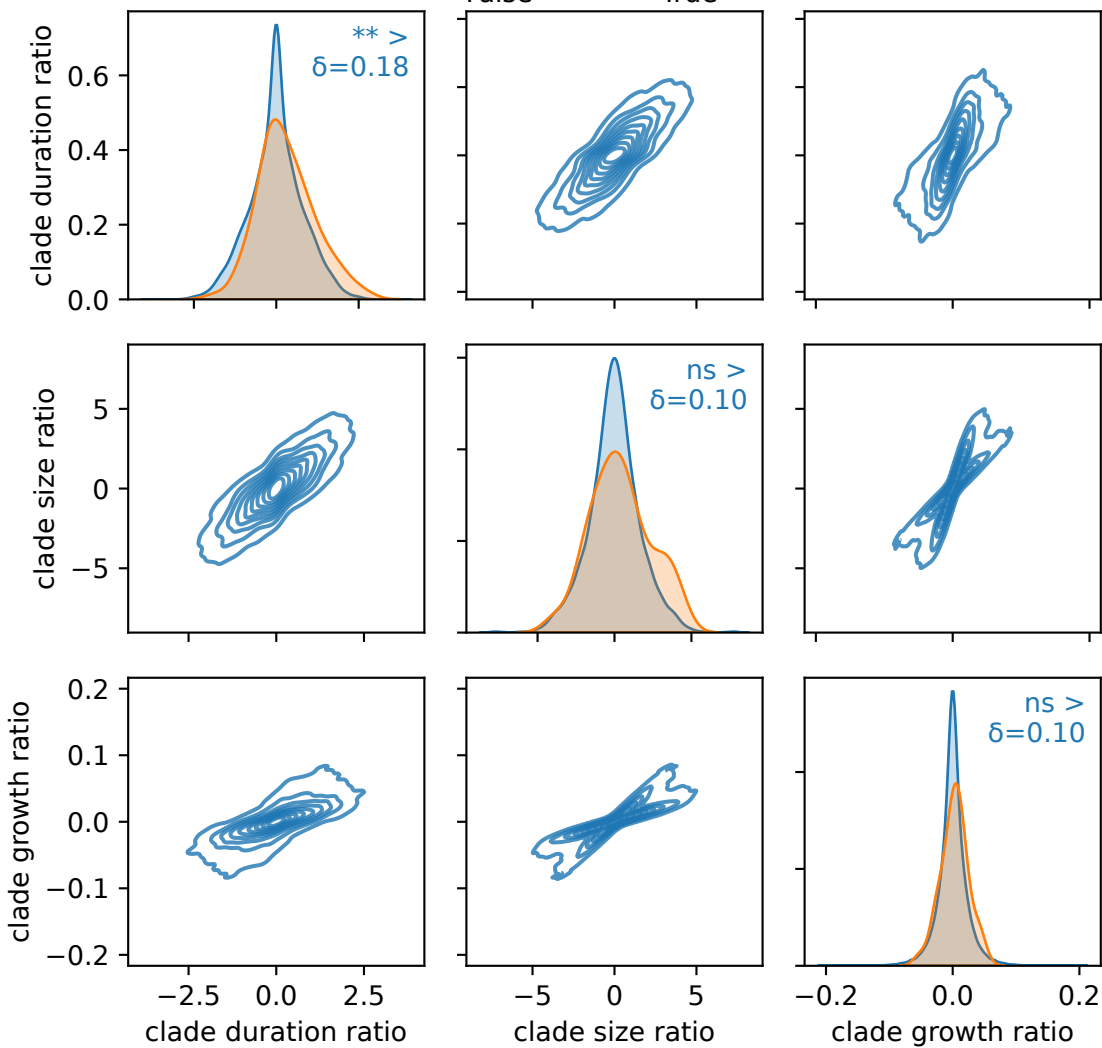 ** >
δ=0.18
clade duration ratio
0.6
0.4
0.2
0.0
ns >
δ=0.10
clade size ratio
5
0
−5
ns >
δ=0.10
clade growth ratio
0.2
0.1
0.0
−0.1
−0.2
−2.5 0.0 2.5
−5 0 5
−0.2 0.0 0.2
clade duration ratio
clade size ratio
clade growth ratio